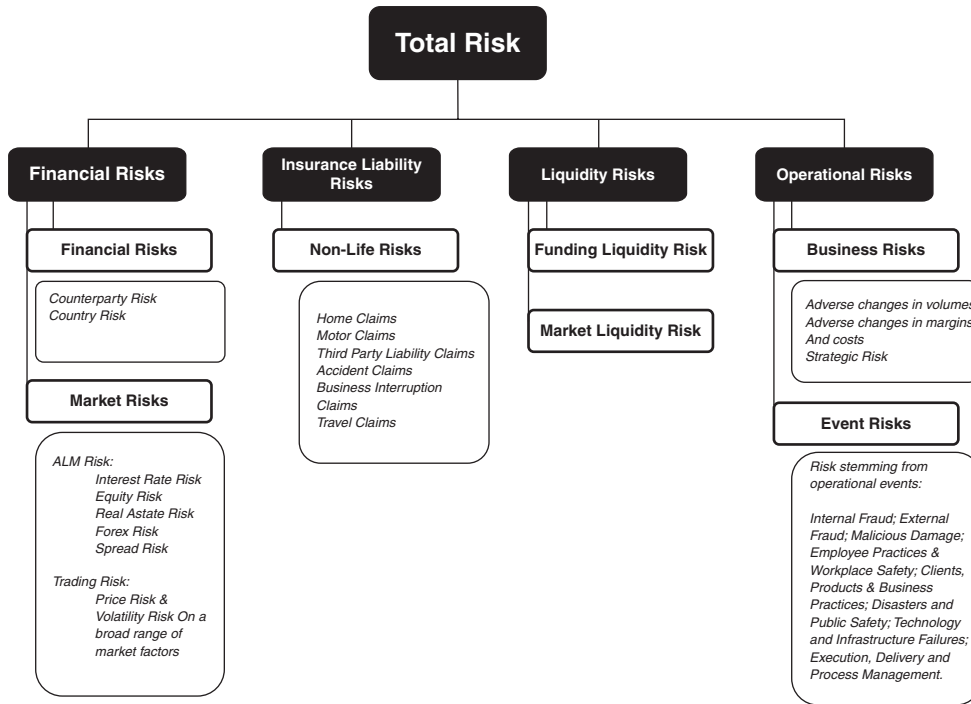 Total Risk
Financial Risks
Insurance Liability
Risks
Liquidity Risks
Operational Risks
Financial Risks
Counterparty Risk
Country Risk
Market Risks
ALM Risk:
Interest Rate Risk
Equity Risk
Real Astate Risk
Forex Risk
Spread Risk
Trading Risk:
Price Risk &
Volatility Risk On a
broad range of
market factors
Non-Life Risks
Home Claims
Motor Claims
Third Party Liability Claims
Accident Claims
Business Interruption
Claims
Travel Claims
Funding Liquidity Risk
Market Liquidity Risk
Business Risks
Adverse changes in volumes
Adverse changes in margins
And costs
Strategic Risk
Event Risks
Risk stemming from
operational events:
Internal Fraud; External
Fraud; Malicious Damage;
Employee Practices &
Workplace Safety; Clients,
Products & Business
Practices; Disasters and
Public Safety; Technology
and Infrastructure Failures;
Execution, Delivery and
Process Management.